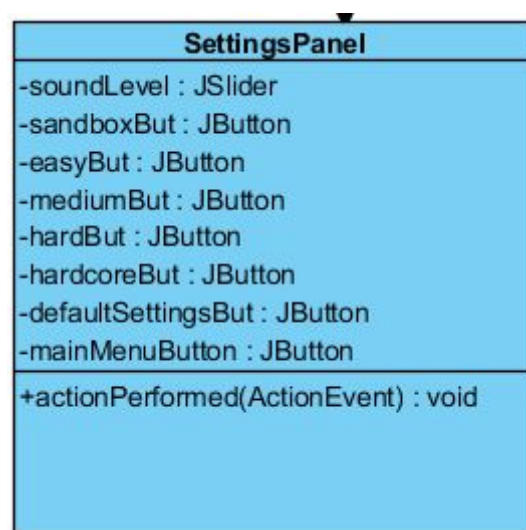 SettingsPanel
-soundLevel : JSlider
-sandboxBut : JButton
-easyBut : JButton
-mediumBut : JButton
-hardBut : JButton
-hardcoreBut : JButton
-defaultSettingsBut : JButton
-mainMenuButton : JButton
+actionPerformed(ActionEvent) : void